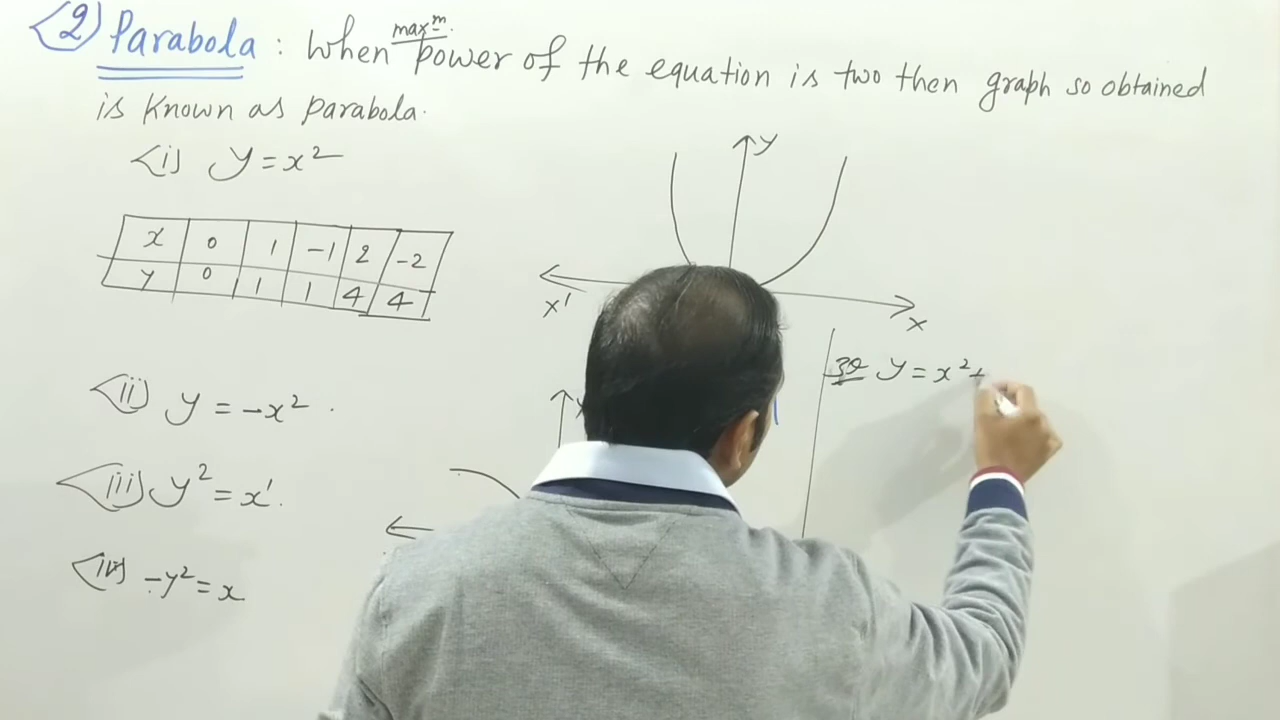 (2) Parabola : When max^m power of the equation is two then graph so obtained
is known as parabola.
(i) y = x²
x 0 1 -1 2 -2
y 0 1 1 4 4
(ii) y = -x² .
(iii) y² = x' .
(iv) -y² = x
y
x' x
y = x² +